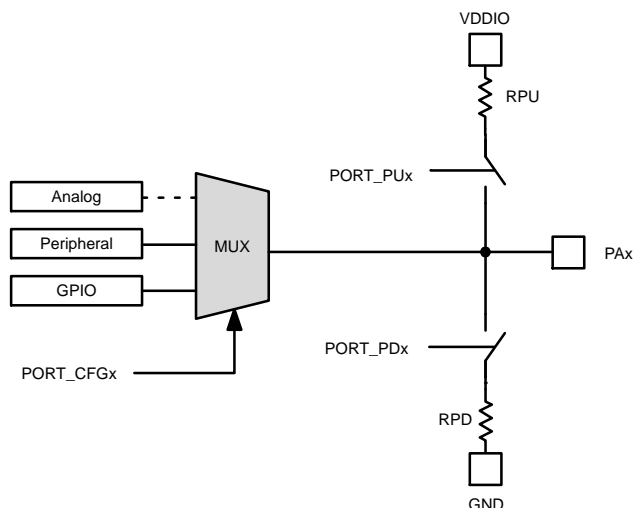 VDDIO
RPU
PORT_PUx
Analog
Peripheral
MUX
PAx
GPIO
PORT_PDx
PORT_CFGx
RPD
GND